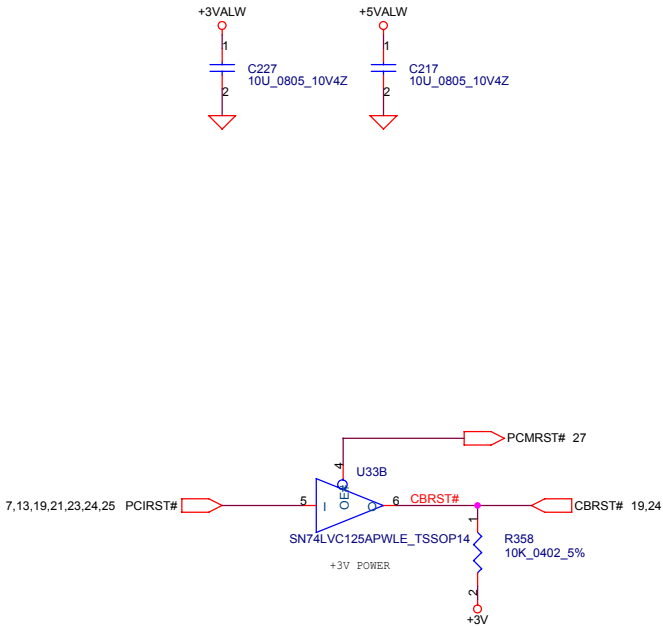 +3VALW
+5VALW
1
1
C227
10U_0805_10V4Z
C217
10U_0805_10V4Z
2
2
PCMRST# 27
4
U33B
OE#
7,13,19,21,23,24,25 PCIRST#
5
I
O
6
CBRST#
CBRST# 19,24
SN74LVC125APWLE_TSSOP14
1
R358
10K_0402_5%
+3V POWER
2
+3V